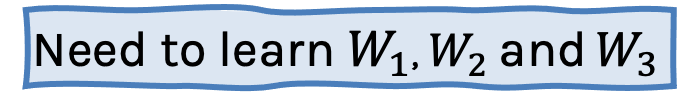 Need to learn W₁, W₂ and W₃